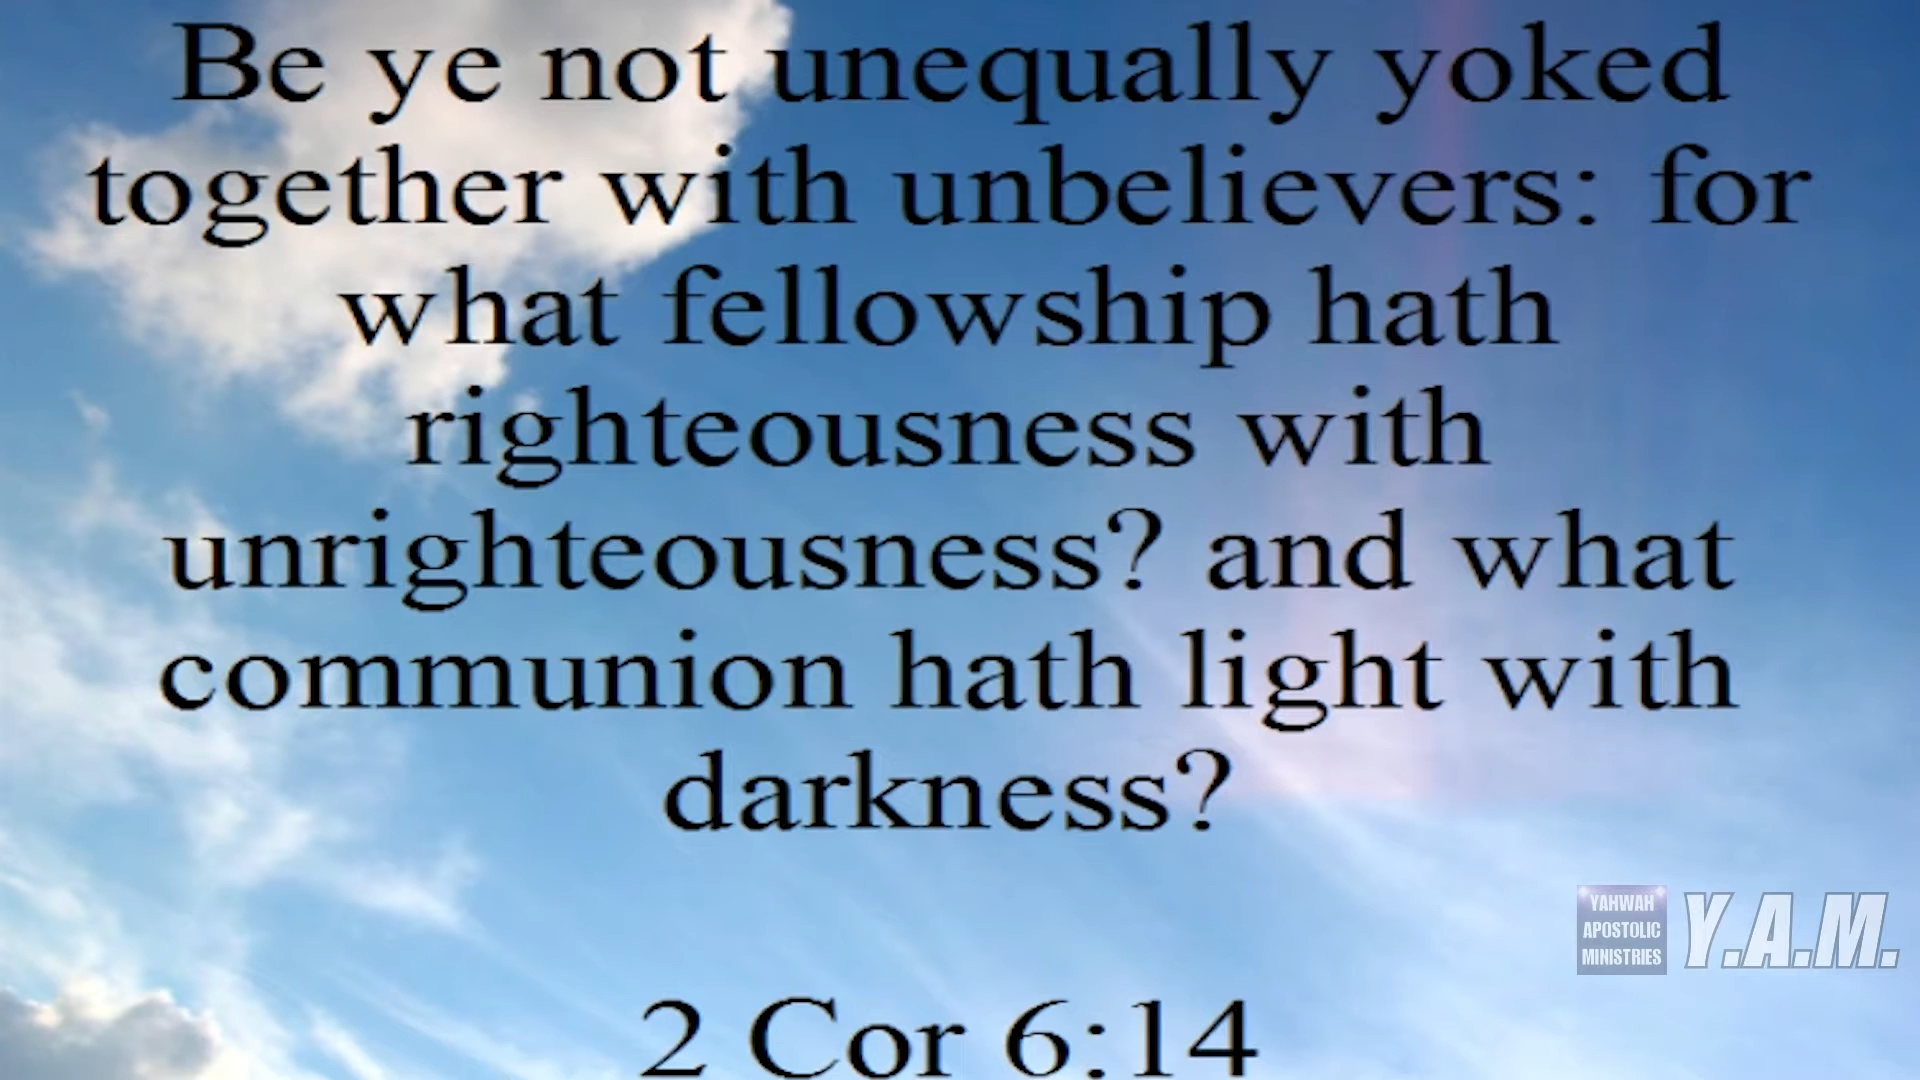 Be ye not unequally yoked
together with unbelievers: for
what fellowship hath
righteousness with
unrighteousness? and what
communion hath light with
darkness?
YAHWAH
APOSTOLIC
MINISTRIES
Y.A.M.
2 Cor 6:14